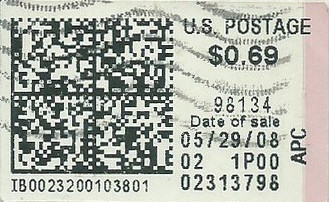 U.S. POSTAGE
$0.69
98134
Date of sale
05/29/08
02 1P00
02313798
APC
IB0023200103801